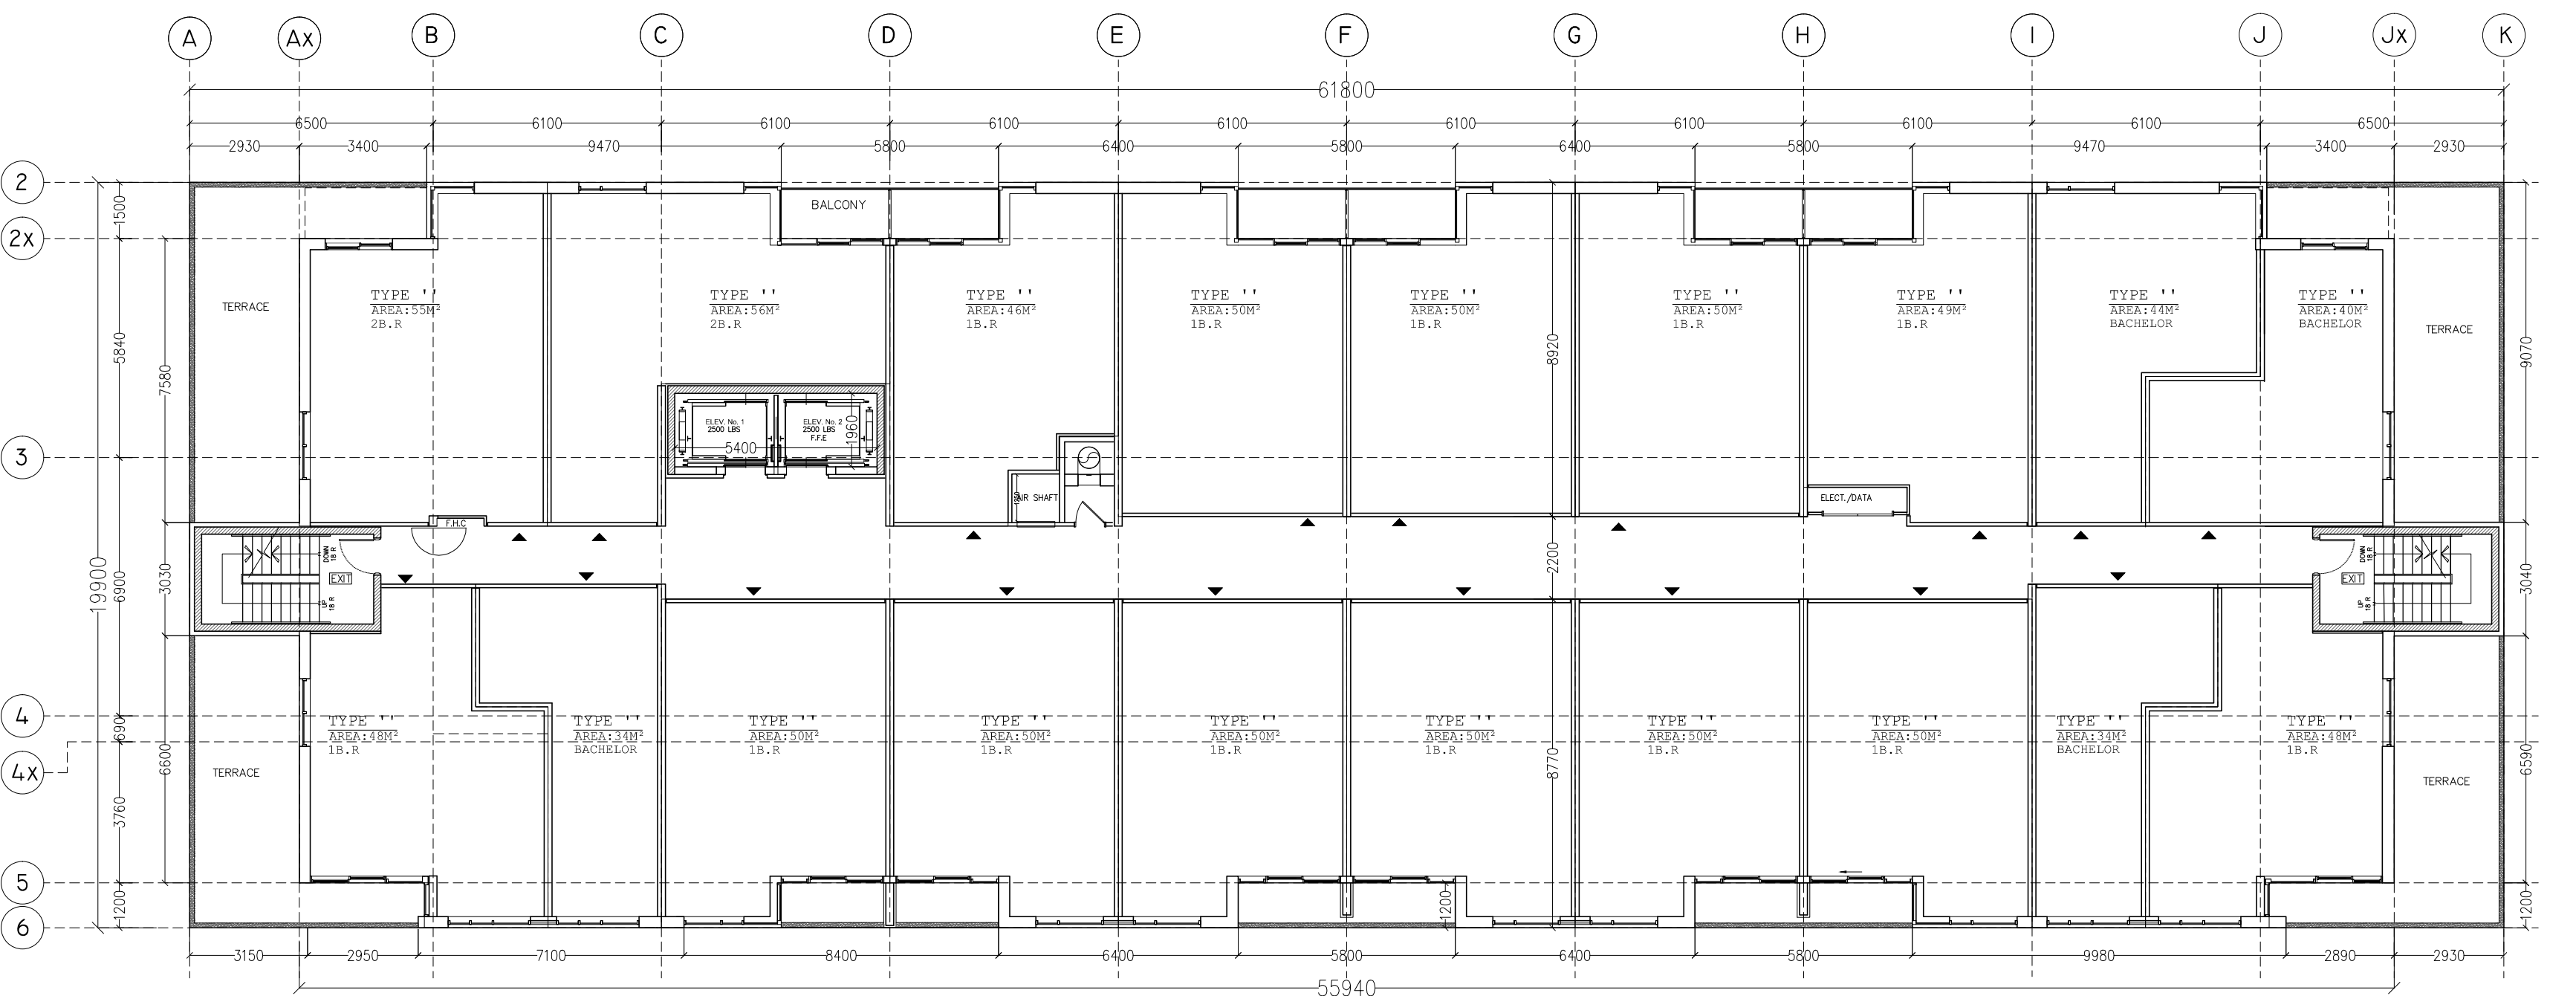 A Ax B C D E F G H I J Jx K
61800
6500 6100 6100 6100 6100 6100 6100 6100 6100 6500
2930 3400 9470 5800 6400 5800 6400 5800 9470 3400 2930
2
1500
BALCONY
2x
TYPE '' TYPE '' TYPE '' TYPE '' TYPE '' TYPE '' TYPE '' TYPE '' TYPE ''
AREA:55M² AREA:56M² AREA:46M² AREA:50M² AREA:50M² AREA:50M² AREA:49M² AREA:44M² AREA:40M²
2B.R 2B.R 1B.R 1B.R 1B.R 1B.R 1B.R BACHELOR BACHELOR
TERRACE TERRACE
5840 7580 8920 9070
ELEV. No. 1
2500 LBS
ELEV. No. 2
2500 LBS
F.F.E
1960
5400
3
AIR SHAFT ELECT./DATA
F.H.C
DOWN
18 R
EXIT
UP
18 R
DOWN
18 R
EXIT
UP
18 R
19900 6900 3030 2200 3040
4
690
4x
TYPE '' TYPE '' TYPE '' TYPE '' TYPE '' TYPE '' TYPE '' TYPE '' TYPE '' TYPE ''
AREA:48M² AREA:34M² AREA:50M² AREA:50M² AREA:50M² AREA:50M² AREA:50M² AREA:50M² AREA:34M² AREA:48M²
1B.R BACHELOR 1B.R 1B.R 1B.R 1B.R 1B.R 1B.R BACHELOR 1B.R
6600 8770 6590
TERRACE TERRACE
3760
5
1200 1200 1200
6
3150 2950 7100 8400 6400 5800 6400 5800 9980 2890 2930
55940